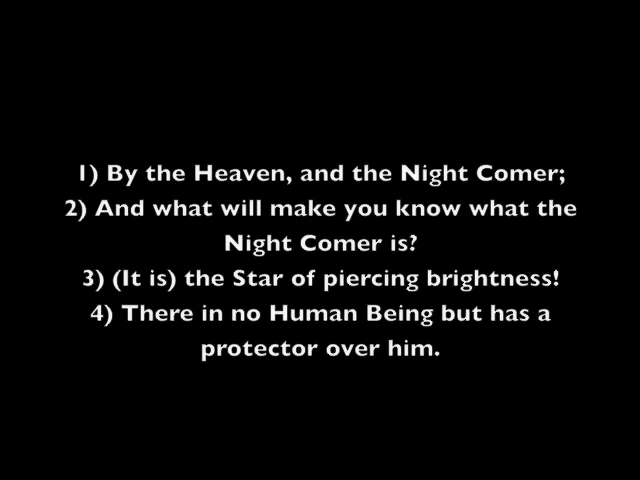 1) By the Heaven, and the Night Comer;
2) And what will make you know what the
Night Comer is?
3) (It is) the Star of piercing brightness!
4) There in no Human Being but has a
protector over him.